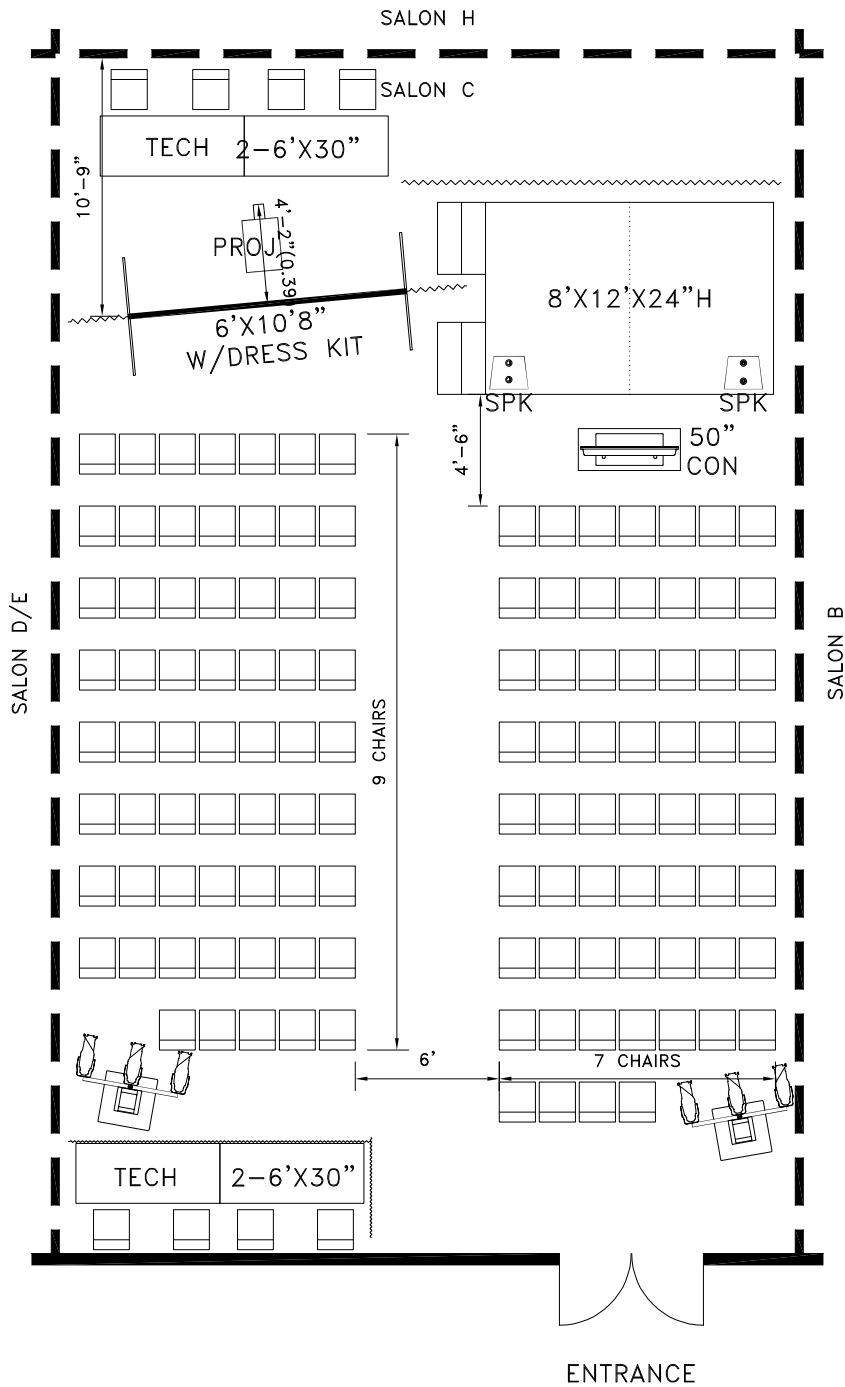 SALON H
SALON C
TECH 2-6'X30"
10'-9"
PROJ.
4'-2"(0.39
6'X10'8"
W/DRESS KIT
8'X12'X24"H
SPK
SPK
4'-6"
50"
CON
SALON D/E
SALON B
9 CHAIRS
6'
7 CHAIRS
TECH 2-6'X30"
ENTRANCE